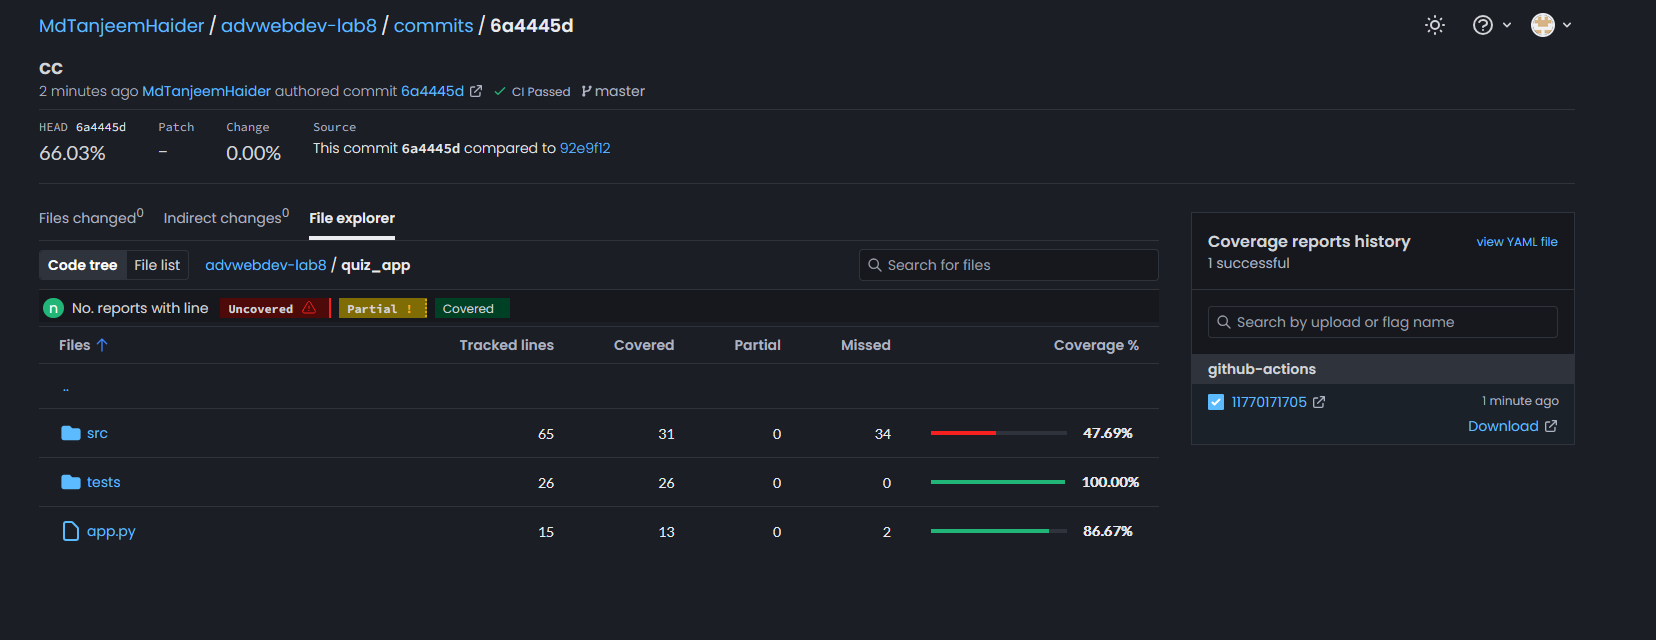 MdTanjeemHaider / advwebdev-lab8 / commits / 6a4445d
cc
2 minutes ago MdTanjeemHaider authored commit 6a4445d CI Passed master
HEAD 6a4445d Patch Change Source
66.03% – 0.00% This commit 6a4445d compared to 92e9f12
Files changed0 Indirect changes0 File explorer
Code tree File list advwebdev-lab8 / quiz_app Search for files
n No. reports with line Uncovered Partial ! Covered
Files Tracked lines Covered Partial Missed Coverage %
..
src 65 31 0 34 47.69%
tests 26 26 0 0 100.00%
app.py 15 13 0 2 86.67%
Coverage reports history view YAML file
1 successful
Search by upload or flag name
github-actions
11770171705 1 minute ago
Download